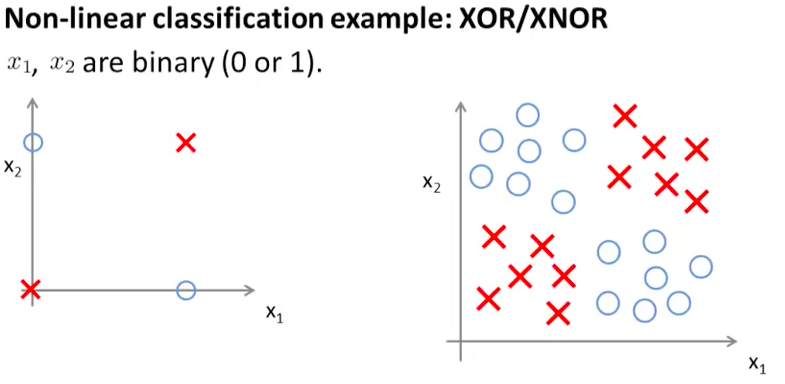 Non-linear classification example: XOR/XNOR
x₁, x₂ are binary (0 or 1).
x₂
x₁
x₂
x₁